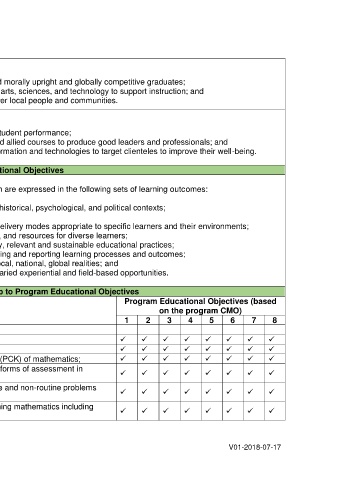 d morally upright and globally competitive graduates;
arts, sciences, and technology to support instruction; and
er local people and communities.
tudent performance;
d allied courses to produce good leaders and professionals; and
ormation and technologies to target clienteles to improve their well-being.
tional Objectives
n are expressed in the following sets of learning outcomes:
historical, psychological, and political contexts;
elivery modes appropriate to specific learners and their environments;
, and resources for diverse learners;
y, relevant and sustainable educational practices;
ing and reporting learning processes and outcomes;
ocal, national, global realities; and
aried experiential and field-based opportunities.
p to Program Educational Objectives
Program Educational Objectives (based
on the program CMO)
1 2 3 4 5 6 7 8
✓ ✓ ✓ ✓ ✓ ✓ ✓ ✓
✓ ✓ ✓ ✓ ✓ ✓ ✓ ✓
(PCK) of mathematics; ✓ ✓ ✓ ✓ ✓ ✓ ✓ ✓
forms of assessment in ✓ ✓ ✓ ✓ ✓ ✓ ✓ ✓
e and non-routine problems ✓ ✓ ✓ ✓ ✓ ✓ ✓ ✓
ning mathematics including ✓ ✓ ✓ ✓ ✓ ✓ ✓ ✓
V01-2018-07-17